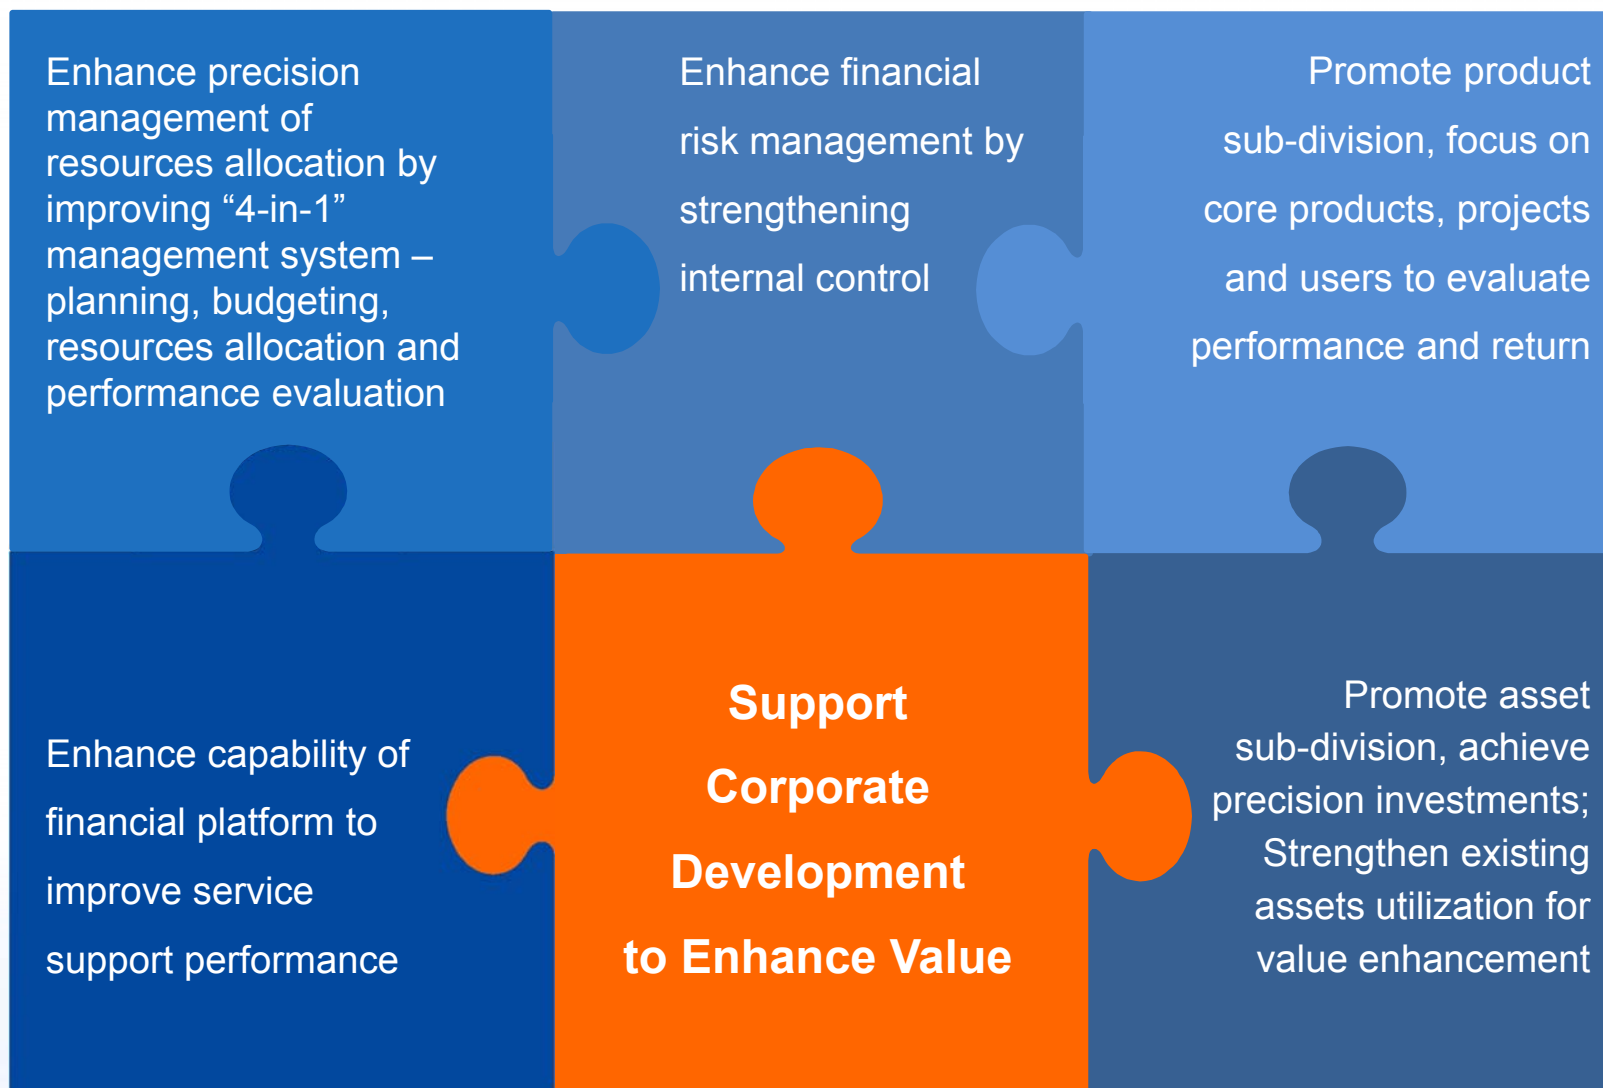 Enhance precision
management of
resources allocation by
improving “4-in-1”
management system –
planning, budgeting,
resources allocation and
performance evaluation
Enhance financial
risk management by
strengthening
internal control
Promote product
sub-division, focus on
core products, projects
and users to evaluate
performance and return
Enhance capability of
financial platform to
improve service
support performance
Support
Corporate
Development
to Enhance Value
Promote asset
sub-division, achieve
precision investments;
Strengthen existing
assets utilization for
value enhancement